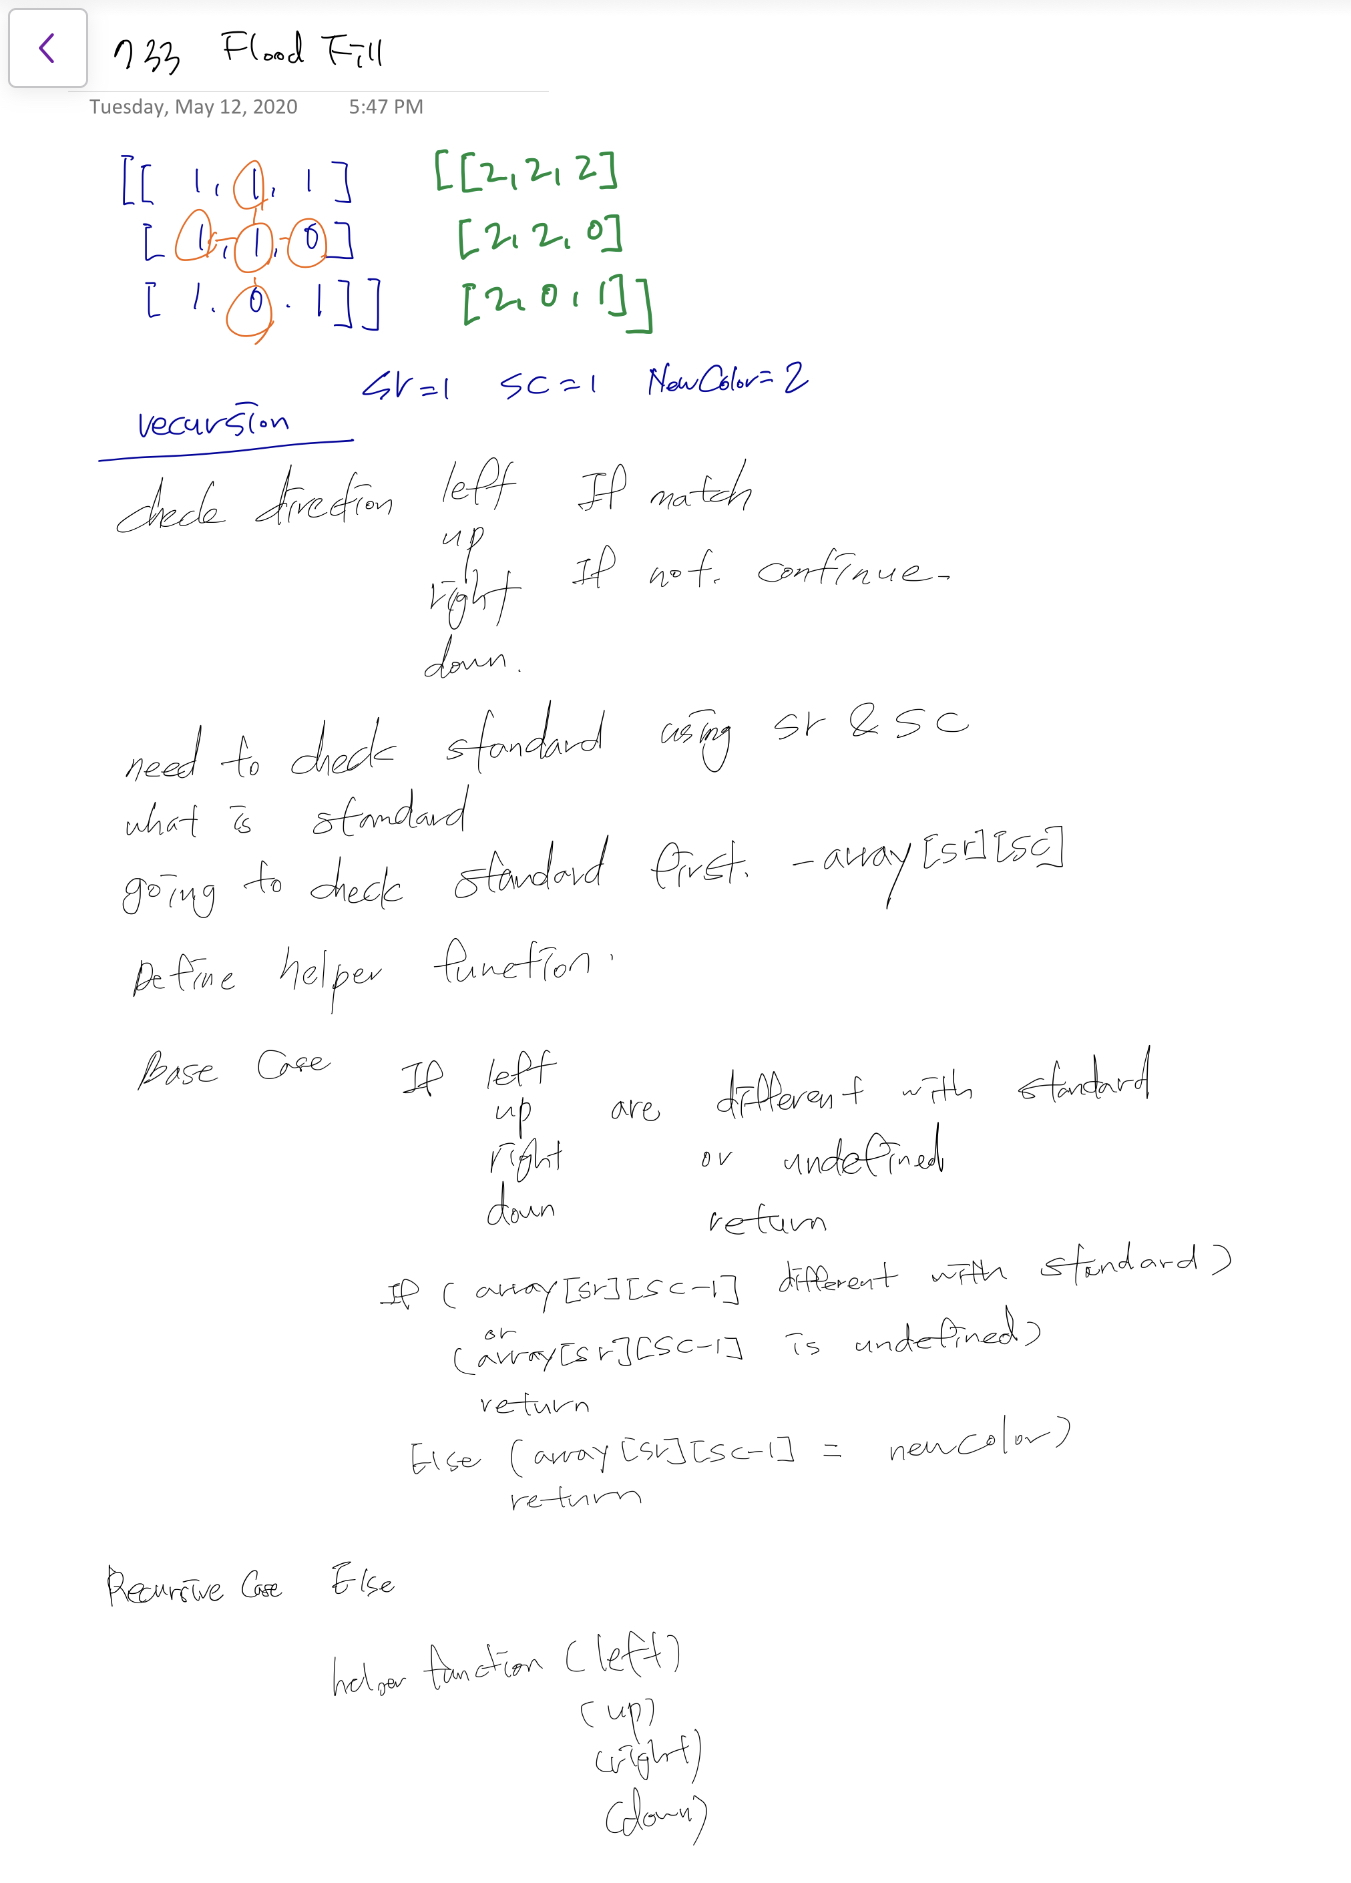 733 Flood Fill
Tuesday, May 12, 2020 5:47 PM
[[ 1, 1, 1 ] [[2, 2, 2]
[ 1, 1, 0 ] [2, 2, 0]
[ 1, 0, 1 ]] [2, 0, 1]]
sr=1 sc=1 NewColor=2
recursion
check direction left If match
up
If not. continue.
right
down.
need to check standard using sr & sc
what is standard
going to check standard first. - array[sr][sc]
Define helper function.
Base Case If left
up are different with standard
right or undefined
down return
If ( array[sr][sc-1] different with standard)
or
(array[sr][sc-1] is undefined)
return
Else (array[sr][sc-1] = newcolor)
return
Recursive Case Else
helper function (left)
(up)
(right)
(down)